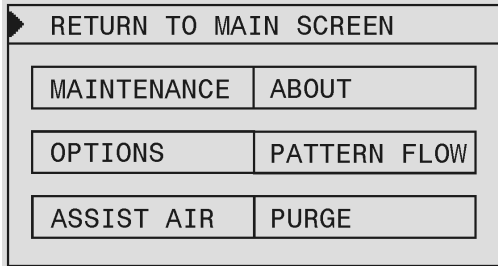 RETURN TO MAIN SCREEN
MAINTENANCE ABOUT
OPTIONS PATTERN FLOW
ASSIST AIR PURGE